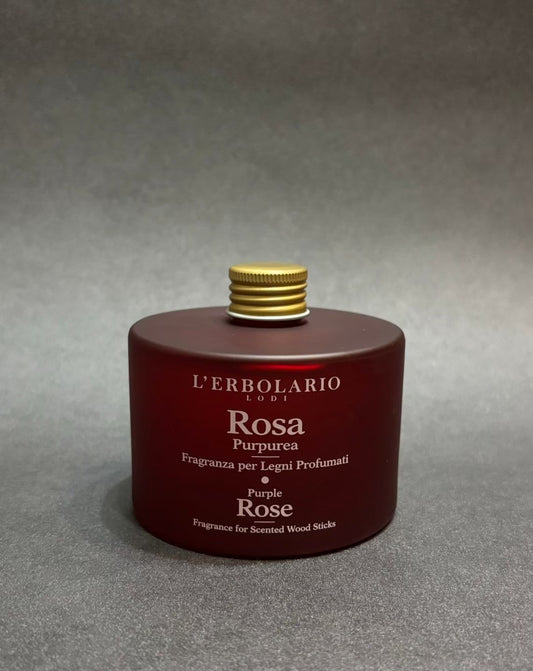 L'ERBOLARIO
LODI
Rosa
Purpurea
Fragranza per Legni Profumati
Purple
Rose
Fragrance for Scented Wood Sticks